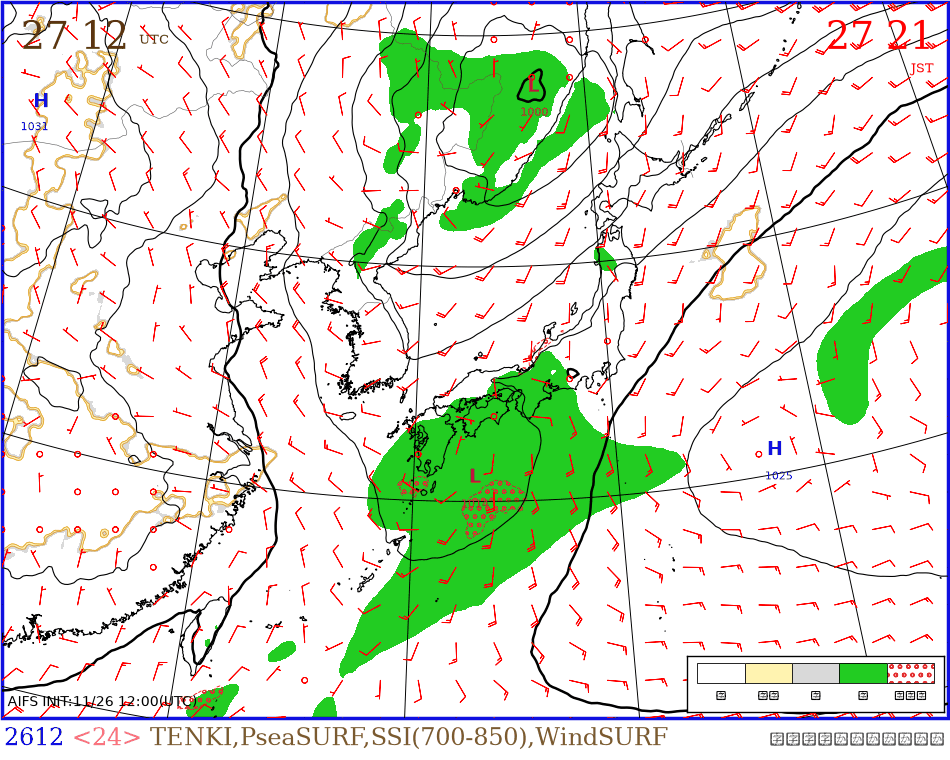 27 12 UTC
27 21 JST
H
1031
L
1000
H
1025
L
AIFS INIT:11/26 12:00(UTC)
2612 <24> TENKI,PseaSURF,SSI(700-850),WindSURF